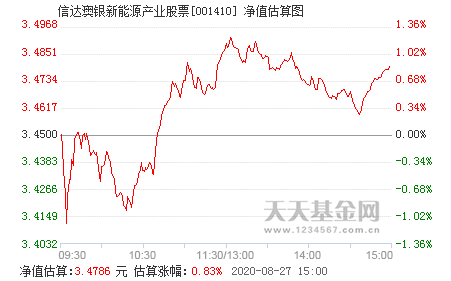 信达澳银新能源产业股票[001410] 净值估算图
3.4968 1.36%
3.4851 1.02%
3.4734 0.68%
3.4617 0.34%
3.4500 0.00%
3.4383 -0.34%
3.4266 -0.68%
3.4149 -1.02%
3.4032 -1.36%
天天基金网
www.1234567.com.cn
09:30 10:30 11:30/13:00 14:00 15:00
净值估算:3.4786 元 估算涨幅: 0.83% 2020-08-27 15:00